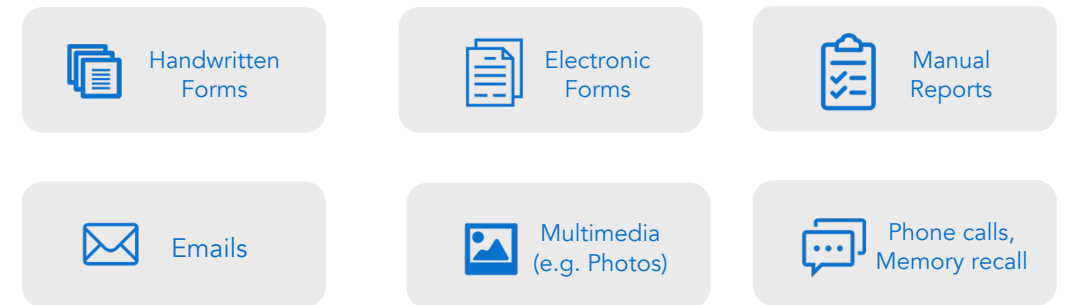 Handwritten
Forms
Electronic
Forms
Manual
Reports
Emails
Multimedia
(e.g. Photos)
Phone calls,
Memory recall